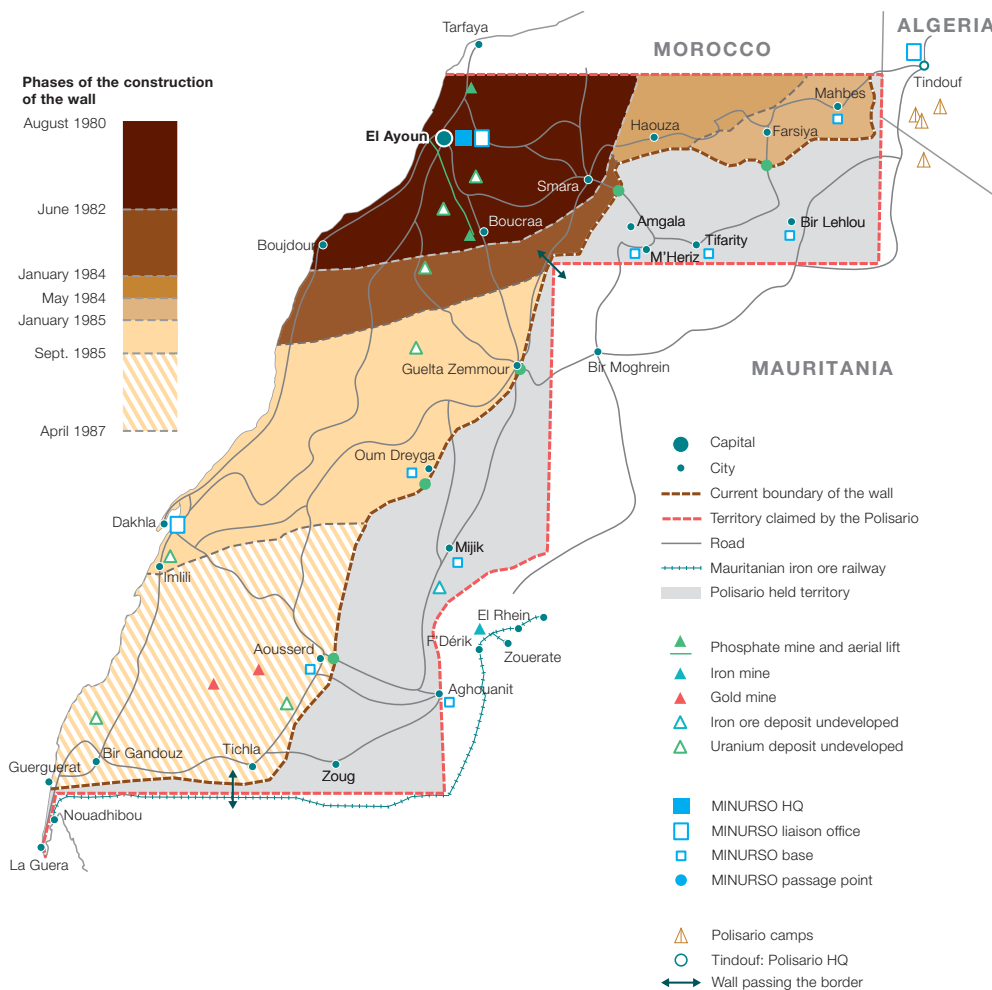 Tarfaya
MOROCCO
ALGERIA
Tindouf
Phases of the construction
of the wall
August 1980
June 1982
January 1984
May 1984
January 1985
Sept. 1985
April 1987
Mahbes
Haouza
Farsiya
El Ayoun
Smara
Boucraa
Boujdour
Amgala
Bir Lehlou
Tifarity
M'Heriz
Guelta Zemmour
Bir Moghrein
MAURITANIA
Oum Dreyga
Dakhla
Imlili
Mijik
El Rhein
F'Dérik
Zouerate
Aousserd
Aghouanit
Bir Gandouz
Tichla
Guerguerat
Zoug
Nouadhibou
La Guera
Capital
City
Current boundary of the wall
Territory claimed by the Polisario
Road
Mauritanian iron ore railway
Polisario held territory
Phosphate mine and aerial lift
Iron mine
Gold mine
Iron ore deposit undeveloped
Uranium deposit undeveloped
MINURSO HQ
MINURSO liaison office
MINURSO base
MINURSO passage point
Polisario camps
Tindouf: Polisario HQ
Wall passing the border